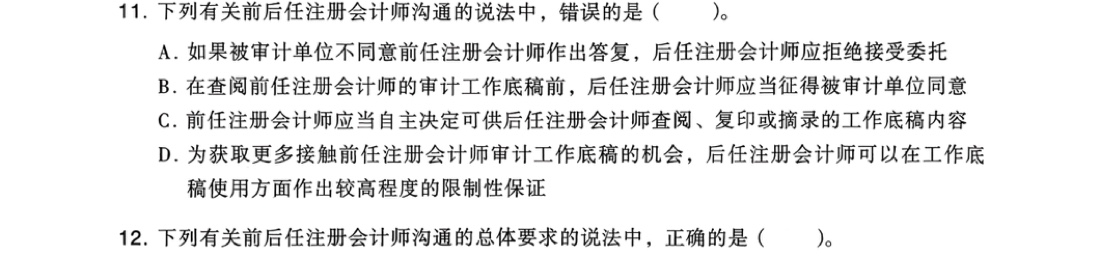 11. 下列有关前后任注册会计师沟通的说法中，错误的是（　　）。
A. 如果被审计单位不同意前任注册会计师作出答复，后任注册会计师应拒绝接受委托
B. 在查阅前任注册会计师的审计工作底稿前，后任注册会计师应当征得被审计单位同意
C. 前任注册会计师应当自主决定可供后任注册会计师查阅、复印或摘录的工作底稿内容
D. 为获取更多接触前任注册会计师审计工作底稿的机会，后任注册会计师可以在工作底
稿使用方面作出较高程度的限制性保证
12. 下列有关前后任注册会计师沟通的总体要求的说法中，正确的是（　　）。